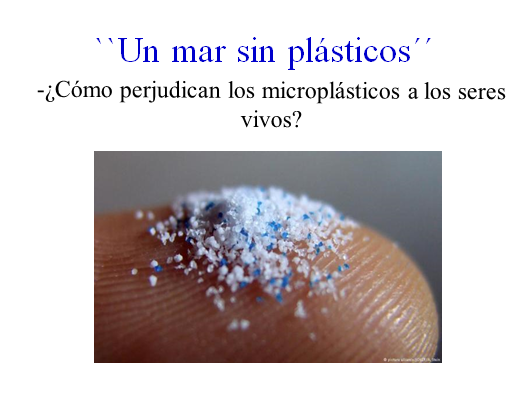 ``Un mar sin plásticos´´
-¿Cómo perjudican los microplásticos a los seres
vivos?